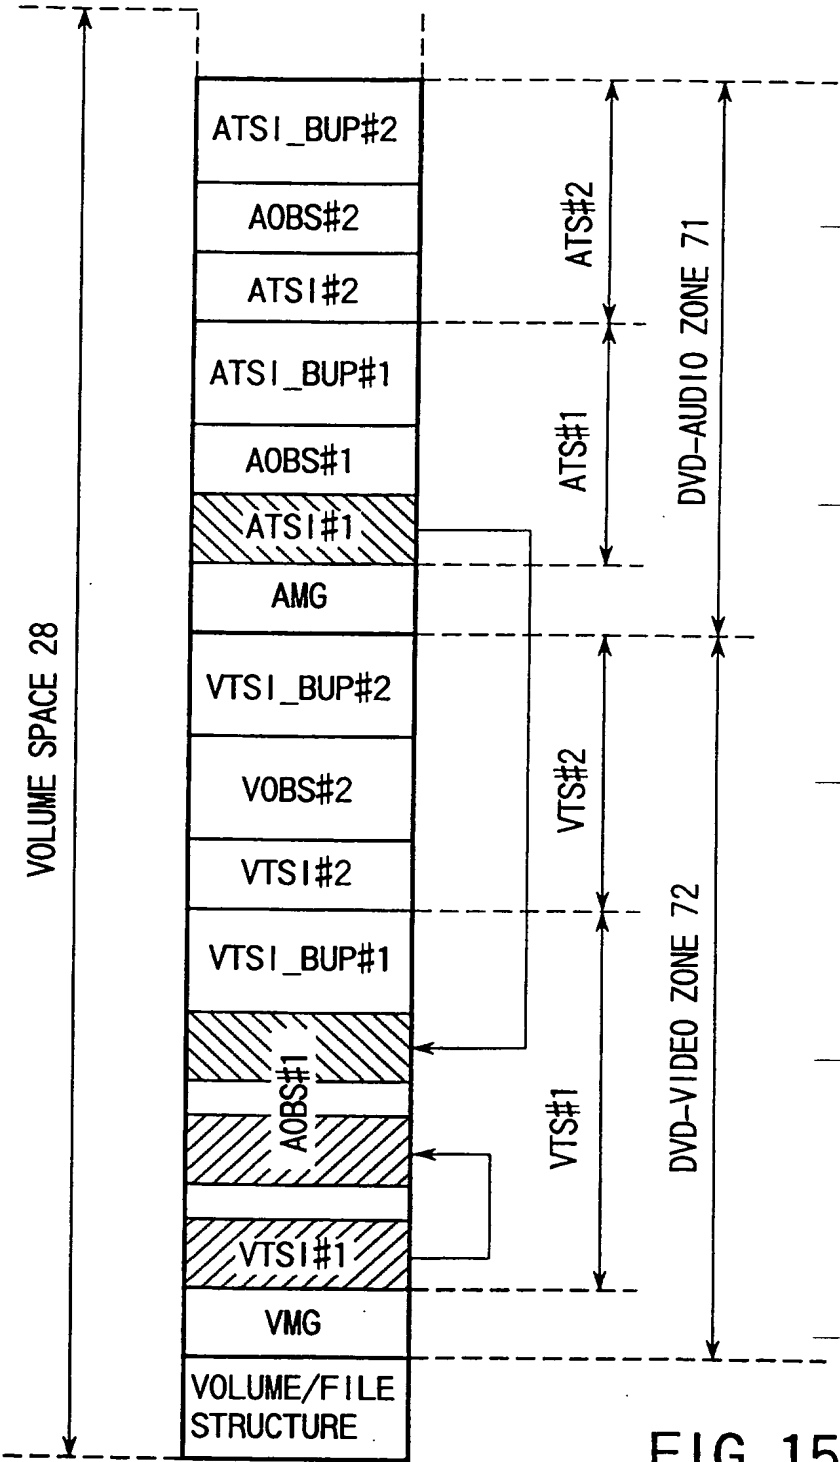 ATSI_BUP#2
AOBS#2
ATSI#2
ATSI_BUP#1
AOBS#1
ATSI#1
AMG
VTSI_BUP#2
VOBS#2
VTSI#2
VTSI_BUP#1
AOBS#1
VTSI#1
VMG
VOLUME/FILE
STRUCTURE
VOLUME SPACE 28
ATS#2
ATS#1
VTS#2
VTS#1
DVD-AUDIO ZONE 71
DVD-VIDEO ZONE 72
FIG. 15